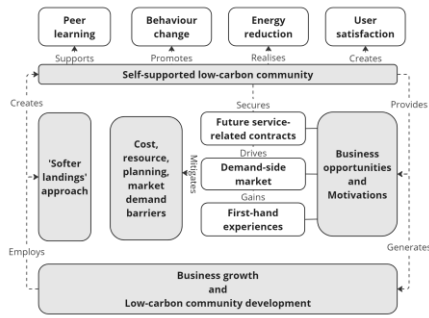 Peer
learning
Behaviour
change
Energy
reduction
User
satisfaction
Supports
Promotes
Realises
Creates
Self-supported low-carbon community
Creates
Secures
Provides
'Softer
landings'
approach
Cost,
resource,
planning,
market
demand
barriers
Mitigates
Future service-
related contracts
Drives
Demand-side
market
Gains
First-hand
experiences
Business
opportunities
and
Motivations
Employs
Generates
Business growth
and
Low-carbon community development